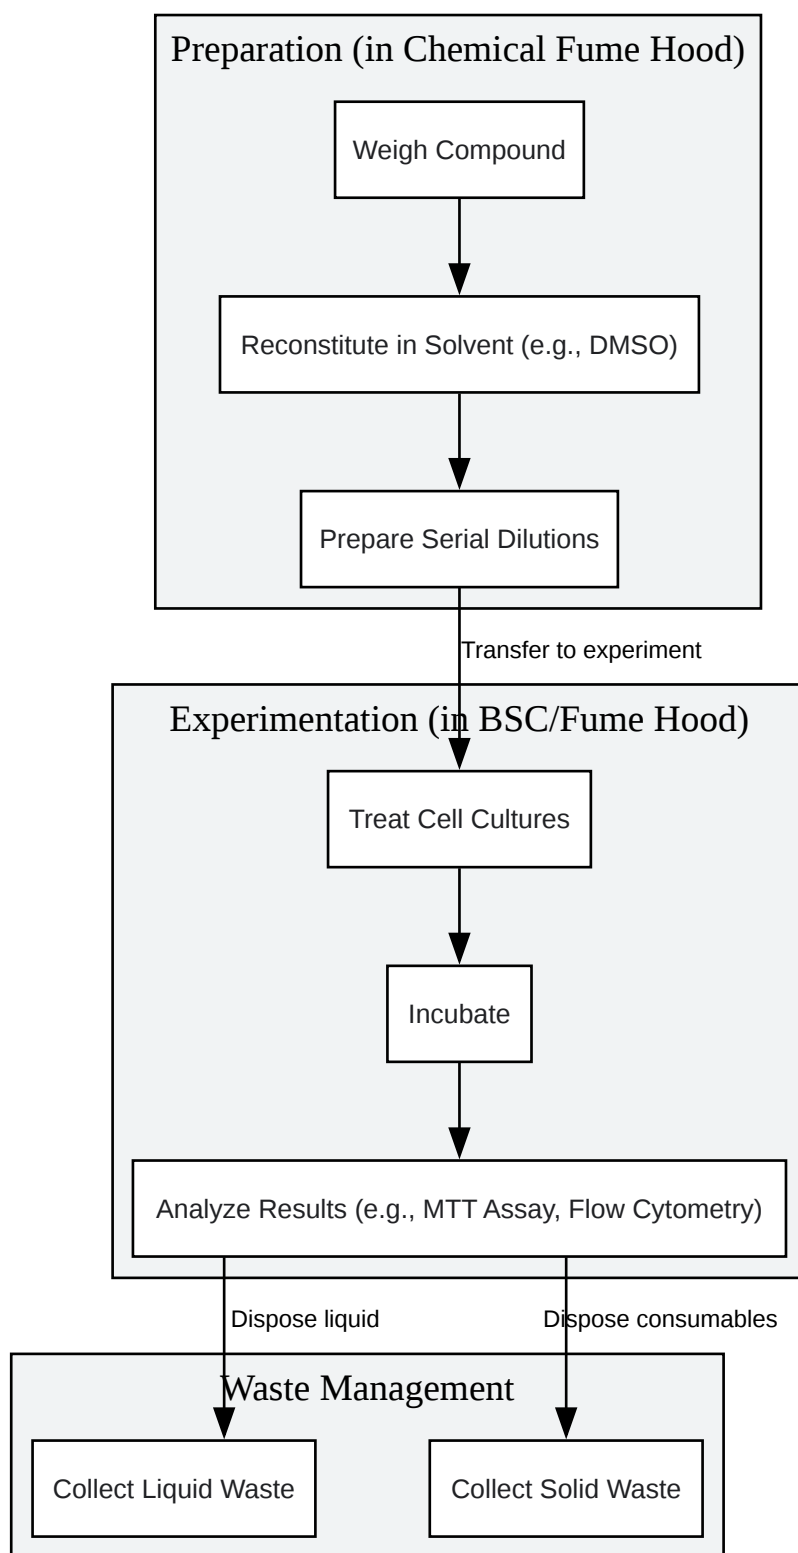 Preparation (in Chemical Fume Hood)
Weigh Compound
Reconstitute in Solvent (e.g., DMSO)
Prepare Serial Dilutions
Transfer to experiment
Experimentation (in BSC/Fume Hood)
Treat Cell Cultures
Incubate
Analyze Results (e.g., MTT Assay, Flow Cytometry)
Dispose liquid
Dispose consumables
Waste Management
Collect Liquid Waste
Collect Solid Waste